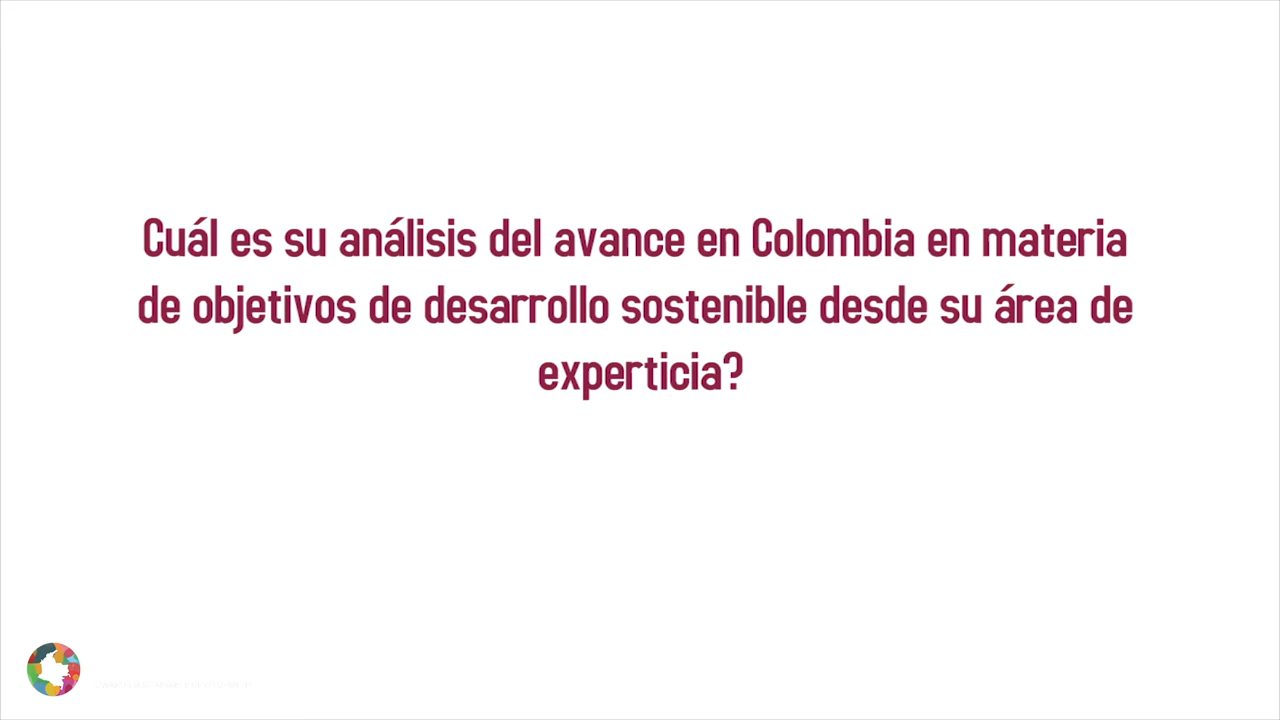 Cuál es su análisis del avance en Colombia en materia
de objetivos de desarrollo sostenible desde su área de
experticia?